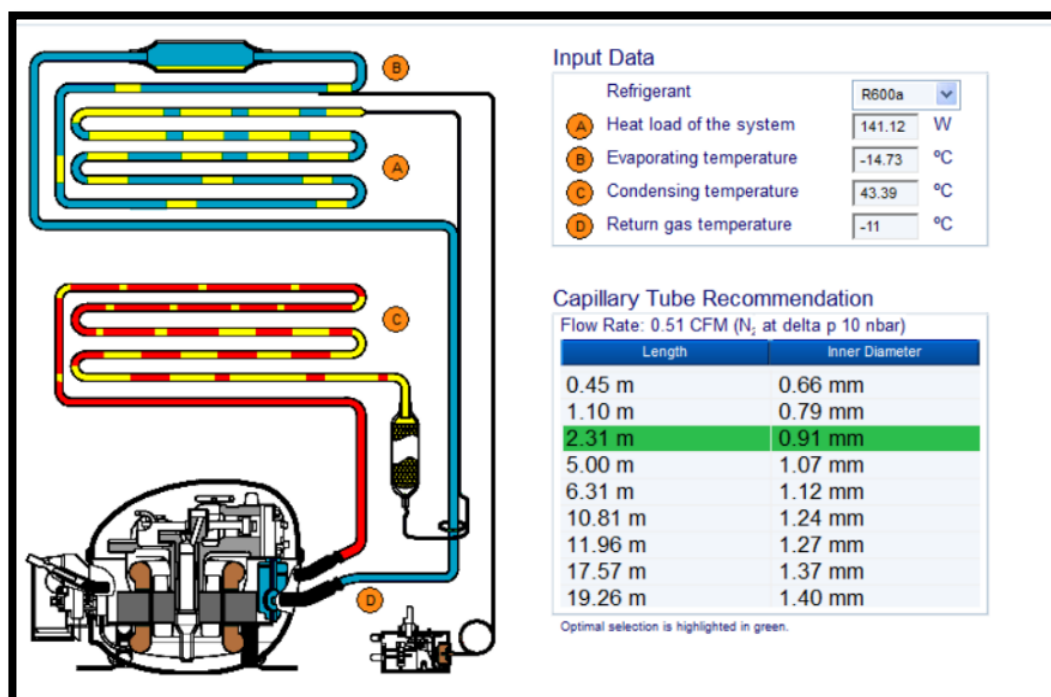 B
A
C
D
Input Data
Refrigerant R600a
A Heat load of the system 141.12 W
B Evaporating temperature -14.73 ºC
C Condensing temperature 43.39 ºC
D Return gas temperature -11 ºC
Capillary Tube Recommendation
Flow Rate: 0.51 CFM (N₂ at delta p 10 nbar)
Length Inner Diameter
0.45 m 0.66 mm
1.10 m 0.79 mm
2.31 m 0.91 mm
5.00 m 1.07 mm
6.31 m 1.12 mm
10.81 m 1.24 mm
11.96 m 1.27 mm
17.57 m 1.37 mm
19.26 m 1.40 mm
Optimal selection is highlighted in green.